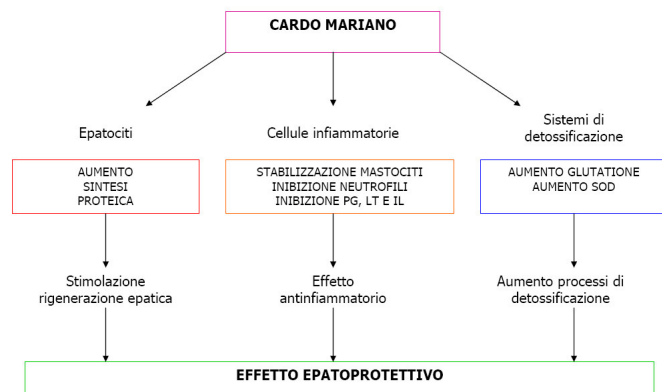 CARDO MARIANO
Epatociti
Cellule infiammatorie
Sistemi di
detossificazione
AUMENTO
SINTESI
PROTEICA
STABILIZZAZIONE MASTOCITI
INIBIZIONE NEUTROFILI
INIBIZIONE PG, LT E IL
AUMENTO GLUTATIONE
AUMENTO SOD
Stimolazione
rigenerazione epatica
Effetto
antinfiammatorio
Aumento processi di
detossificazione
EFFETTO EPATOPROTETTIVO